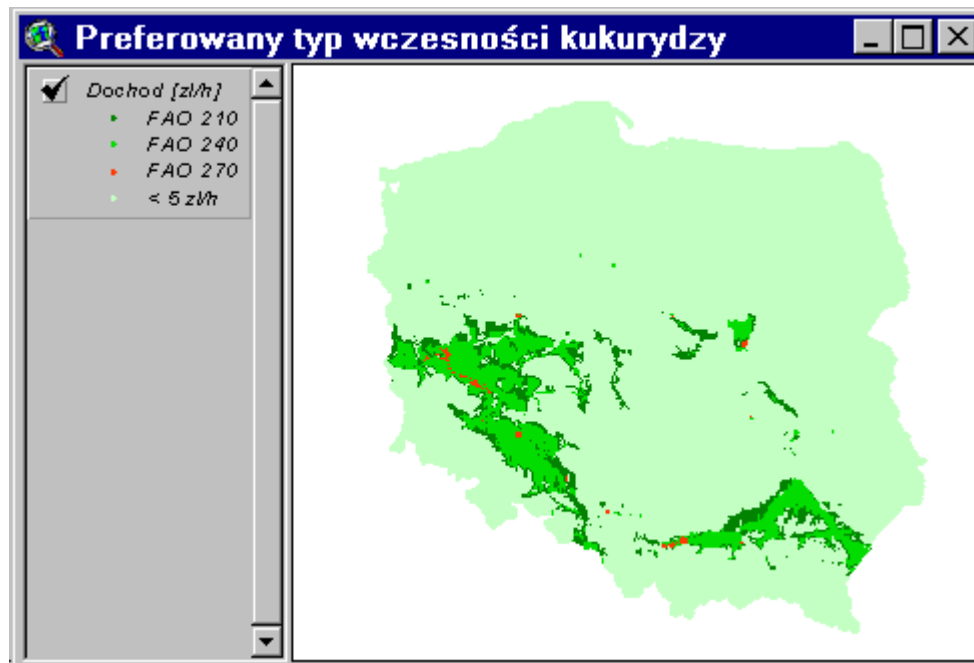 Preferowany typ wczesności kukurydzy
Dochod [zl/h]
FAO 210
FAO 240
FAO 270
< 5 zl/h